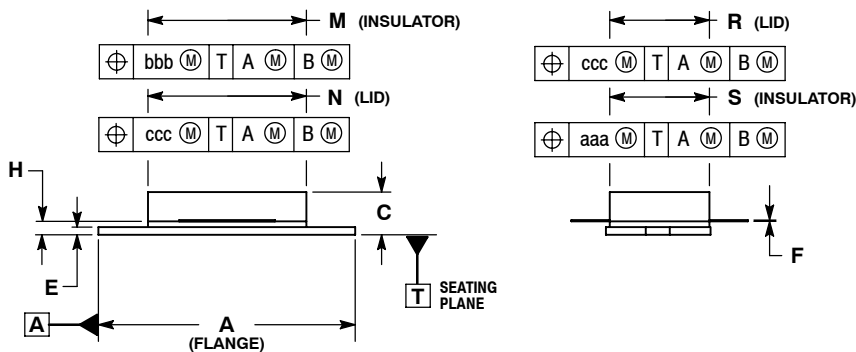 M (INSULATOR)
⌖ bbb Ⓜ T A Ⓜ B Ⓜ
N (LID)
⌖ ccc Ⓜ T A Ⓜ B Ⓜ
R (LID)
⌖ ccc Ⓜ T A Ⓜ B Ⓜ
S (INSULATOR)
⌖ aaa Ⓜ T A Ⓜ B Ⓜ
H
C
E
F
T SEATING
PLANE
A
A
(FLANGE)